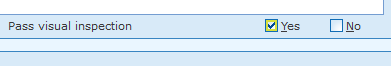 Pass visual inspection Yes No